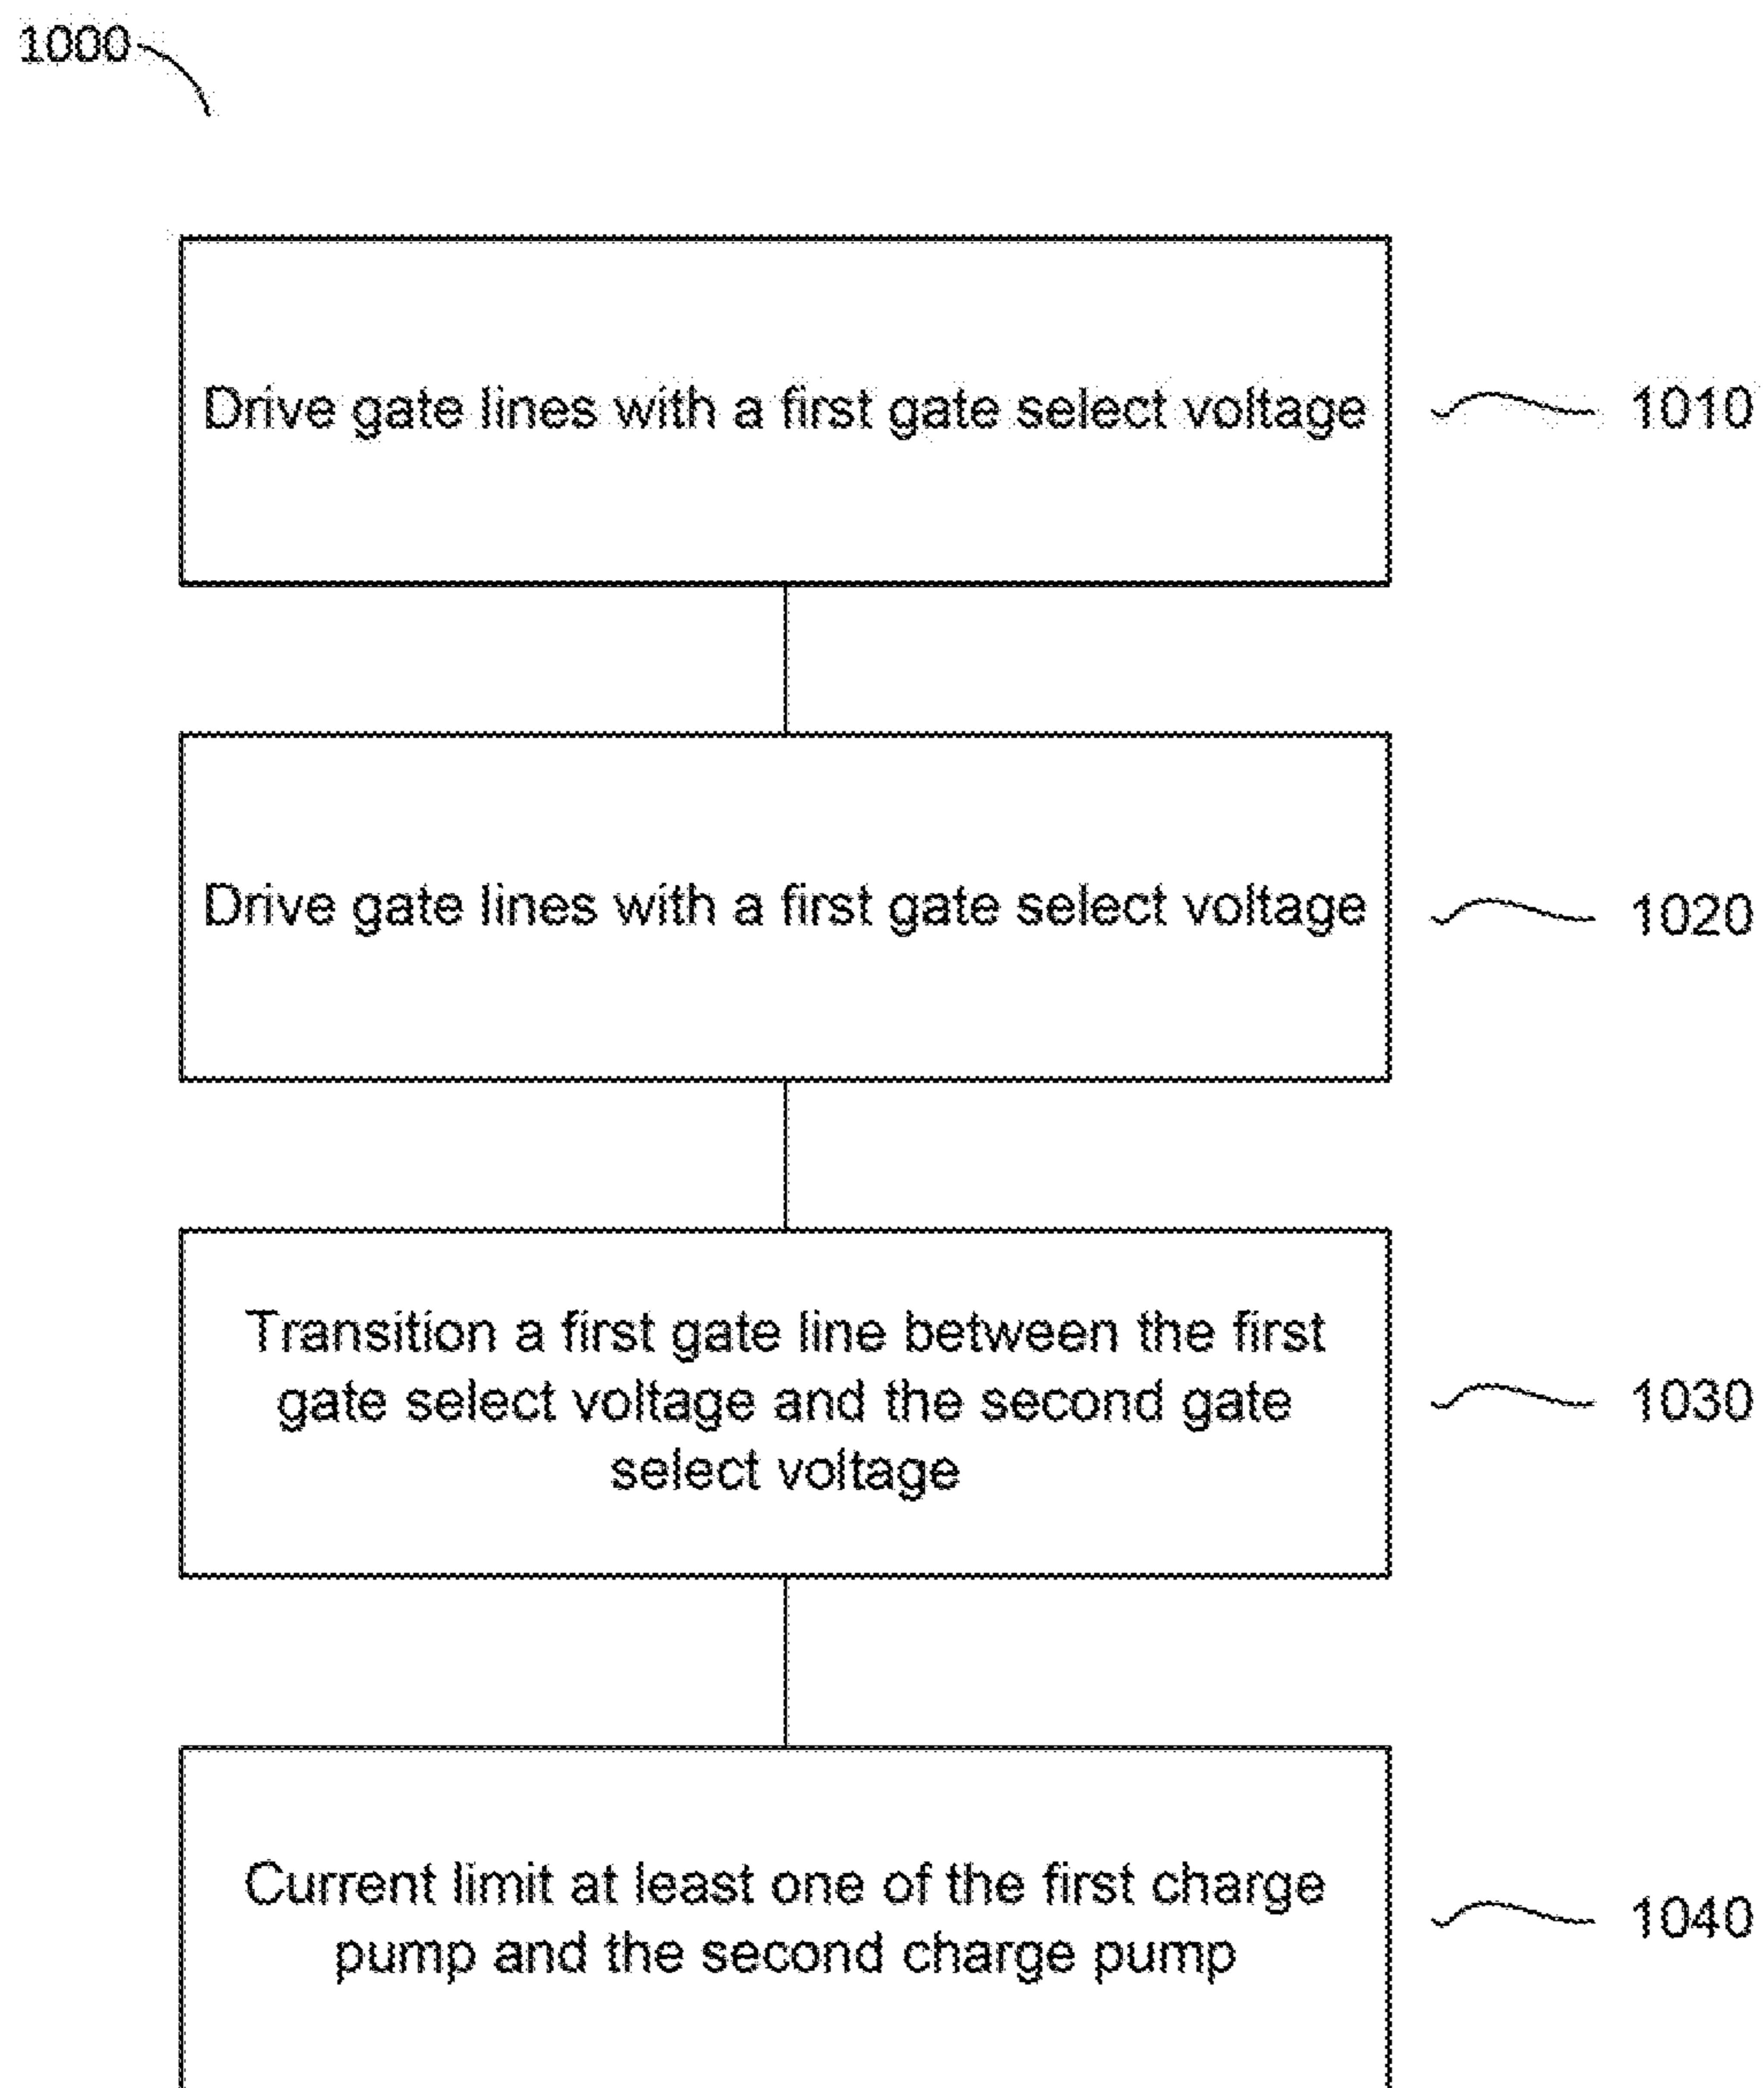 1000
Drive gate lines with a first gate select voltage
1010
Drive gate lines with a first gate select voltage
1020
Transition a first gate line between the first
gate select voltage and the second gate
select voltage
1030
Current limit at least one of the first charge
pump and the second charge pump
1040